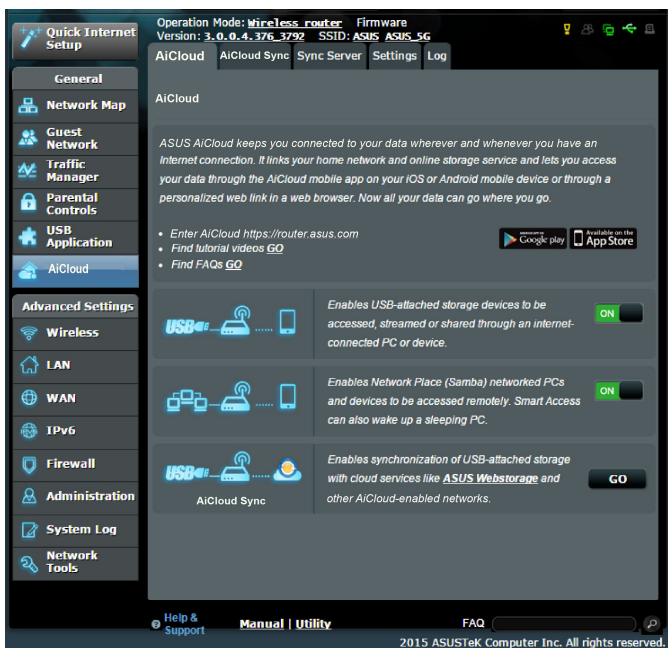 Quick Internet
Setup
Operation Mode: Wireless router Firmware
Version: 3.0.0.4.376_3792 SSID: ASUS ASUS_5G
AiCloud AiCloud Sync Sync Server Settings Log
General
Network Map
Guest
Network
Traffic
Manager
Parental
Controls
USB
Application
AiCloud
Advanced Settings
Wireless
LAN
WAN
IPv6
Firewall
Administration
System Log
Network
Tools
AiCloud
ASUS AiCloud keeps you connected to your data wherever and whenever you have an
Internet connection. It links your home network and online storage service and lets you access
your data through the AiCloud mobile app on your iOS or Android mobile device or through a
personalized web link in a web browser. Now all your data can go where you go.
• Enter AiCloud https://router.asus.com
• Find tutorial videos GO
• Find FAQs GO
Google play
Available on the
App Store
USB
Enables USB-attached storage devices to be
accessed, streamed or shared through an internet-
connected PC or device.
ON
Enables Network Place (Samba) networked PCs
and devices to be accessed remotely. Smart Access
can also wake up a sleeping PC.
ON
USB
AiCloud Sync
Enables synchronization of USB-attached storage
with cloud services like ASUS Webstorage and
other AiCloud-enabled networks.
GO
Help &
Support
Manual | Utility
FAQ
2015 ASUSTeK Computer Inc. All rights reserved.